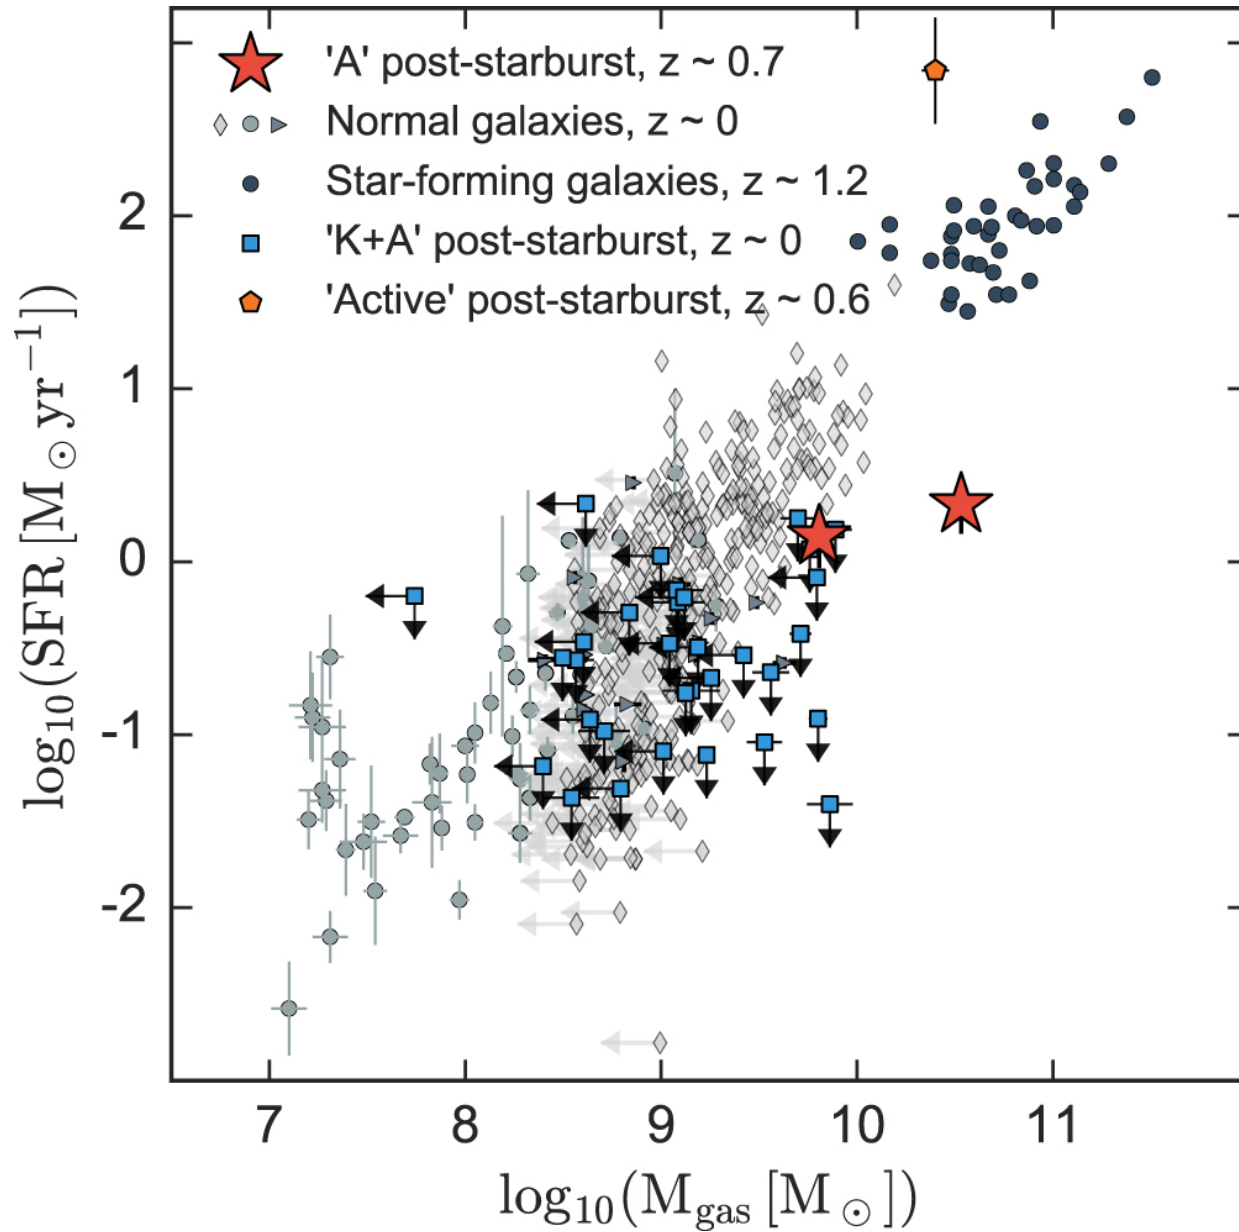 'A' post-starburst, z ~ 0.7
Normal galaxies, z ~ 0
Star-forming galaxies, z ~ 1.2
'K+A' post-starburst, z ~ 0
'Active' post-starburst, z ~ 0.6
2
1
0
-1
-2
log₁₀(SFR [M⊙ yr⁻¹])
7 8 9 10 11
log₁₀(M_gas [M⊙])